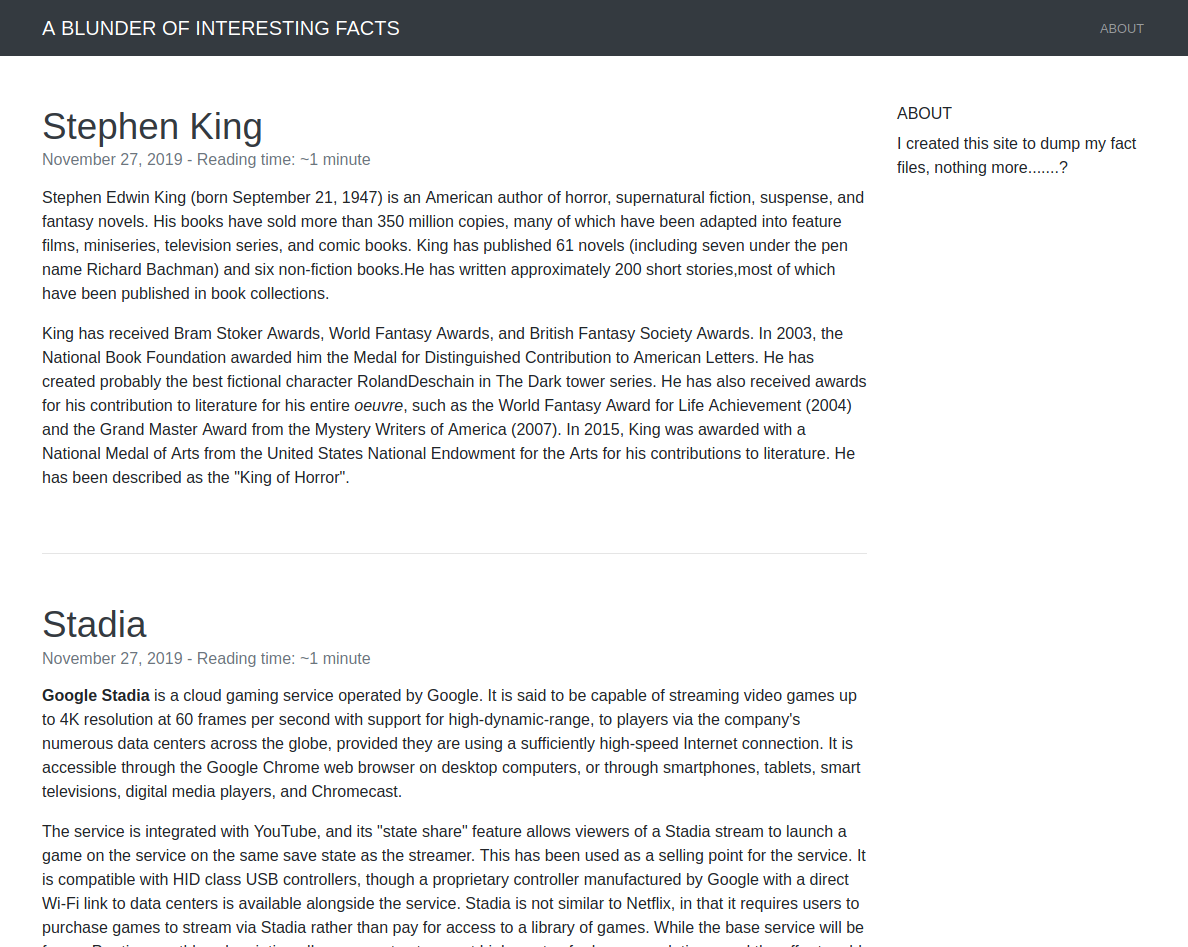 A BLUNDER OF INTERESTING FACTS
ABOUT
Stephen King
November 27, 2019 - Reading time: ~1 minute
Stephen Edwin King (born September 21, 1947) is an American author of horror, supernatural fiction, suspense, and
fantasy novels. His books have sold more than 350 million copies, many of which have been adapted into feature
films, miniseries, television series, and comic books. King has published 61 novels (including seven under the pen
name Richard Bachman) and six non-fiction books.He has written approximately 200 short stories,most of which
have been published in book collections.
King has received Bram Stoker Awards, World Fantasy Awards, and British Fantasy Society Awards. In 2003, the
National Book Foundation awarded him the Medal for Distinguished Contribution to American Letters. He has
created probably the best fictional character RolandDeschain in The Dark tower series. He has also received awards
for his contribution to literature for his entire oeuvre, such as the World Fantasy Award for Life Achievement (2004)
and the Grand Master Award from the Mystery Writers of America (2007). In 2015, King was awarded with a
National Medal of Arts from the United States National Endowment for the Arts for his contributions to literature. He
has been described as the "King of Horror".
Stadia
November 27, 2019 - Reading time: ~1 minute
Google Stadia is a cloud gaming service operated by Google. It is said to be capable of streaming video games up
to 4K resolution at 60 frames per second with support for high-dynamic-range, to players via the company's
numerous data centers across the globe, provided they are using a sufficiently high-speed Internet connection. It is
accessible through the Google Chrome web browser on desktop computers, or through smartphones, tablets, smart
televisions, digital media players, and Chromecast.
The service is integrated with YouTube, and its "state share" feature allows viewers of a Stadia stream to launch a
game on the service on the same save state as the streamer. This has been used as a selling point for the service. It
is compatible with HID class USB controllers, though a proprietary controller manufactured by Google with a direct
Wi-Fi link to data centers is available alongside the service. Stadia is not similar to Netflix, in that it requires users to
purchase games to stream via Stadia rather than pay for access to a library of games. While the base service will be
ABOUT
I created this site to dump my fact
files, nothing more.......?